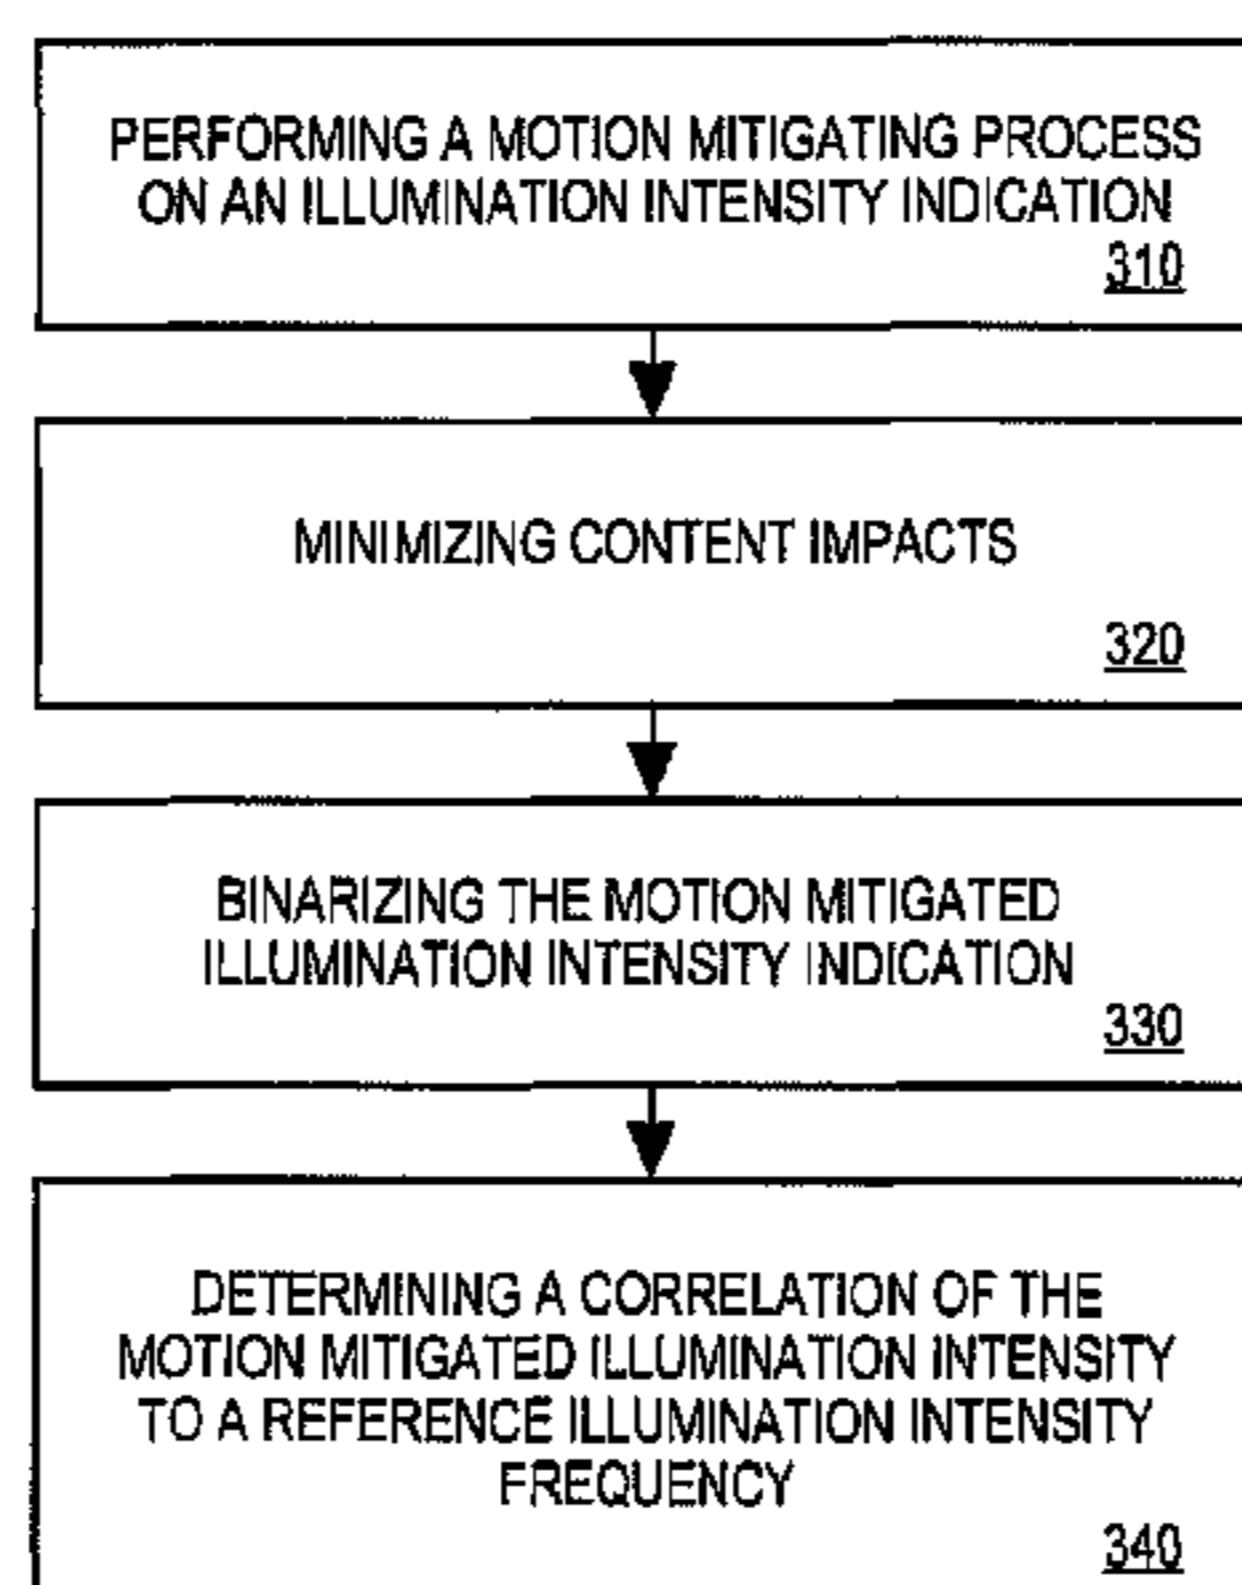 PERFORMING A MOTION MITIGATING PROCESS
ON AN ILLUMINATION INTENSITY INDICATION
310
MINIMIZING CONTENT IMPACTS
320
BINARIZING THE MOTION MITIGATED
ILLUMINATION INTENSITY INDICATION
330
DETERMINING A CORRELATION OF THE
MOTION MITIGATED ILLUMINATION INTENSITY
TO A REFERENCE ILLUMINATION INTENSITY
FREQUENCY
340